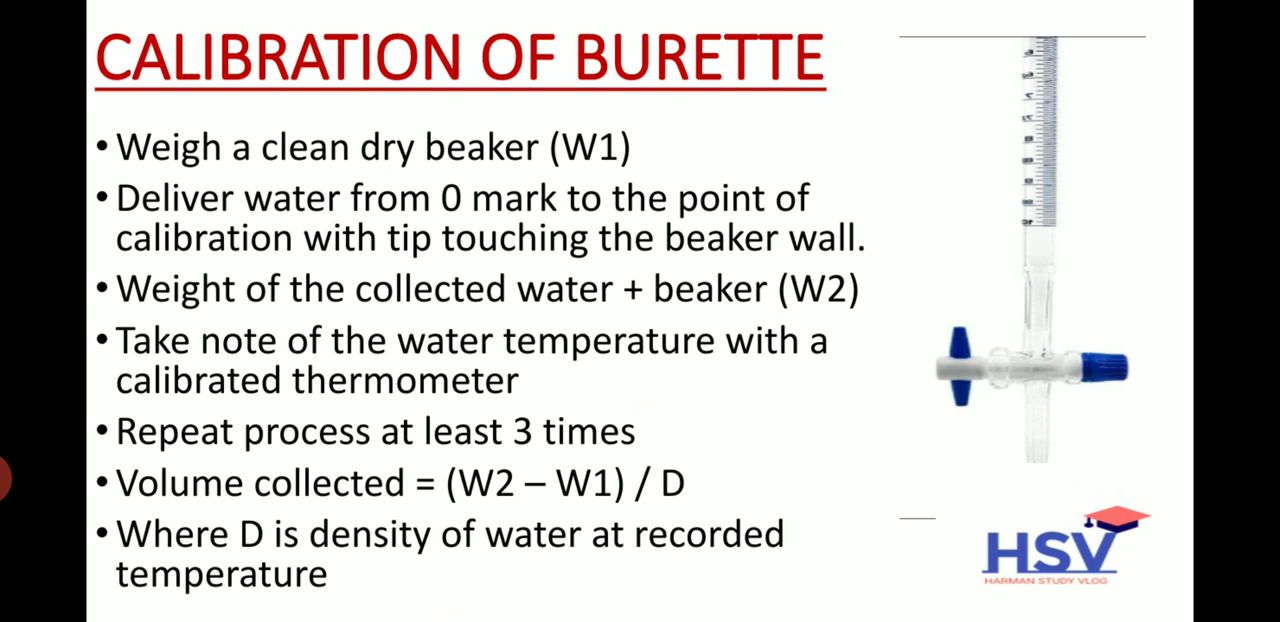 CALIBRATION OF BURETTE
• Weigh a clean dry beaker (W1)
• Deliver water from 0 mark to the point of
calibration with tip touching the beaker wall.
• Weight of the collected water + beaker (W2)
• Take note of the water temperature with a
calibrated thermometer
• Repeat process at least 3 times
• Volume collected = (W2 – W1) / D
• Where D is density of water at recorded
temperature
HSV
HARMAN STUDY VLOG